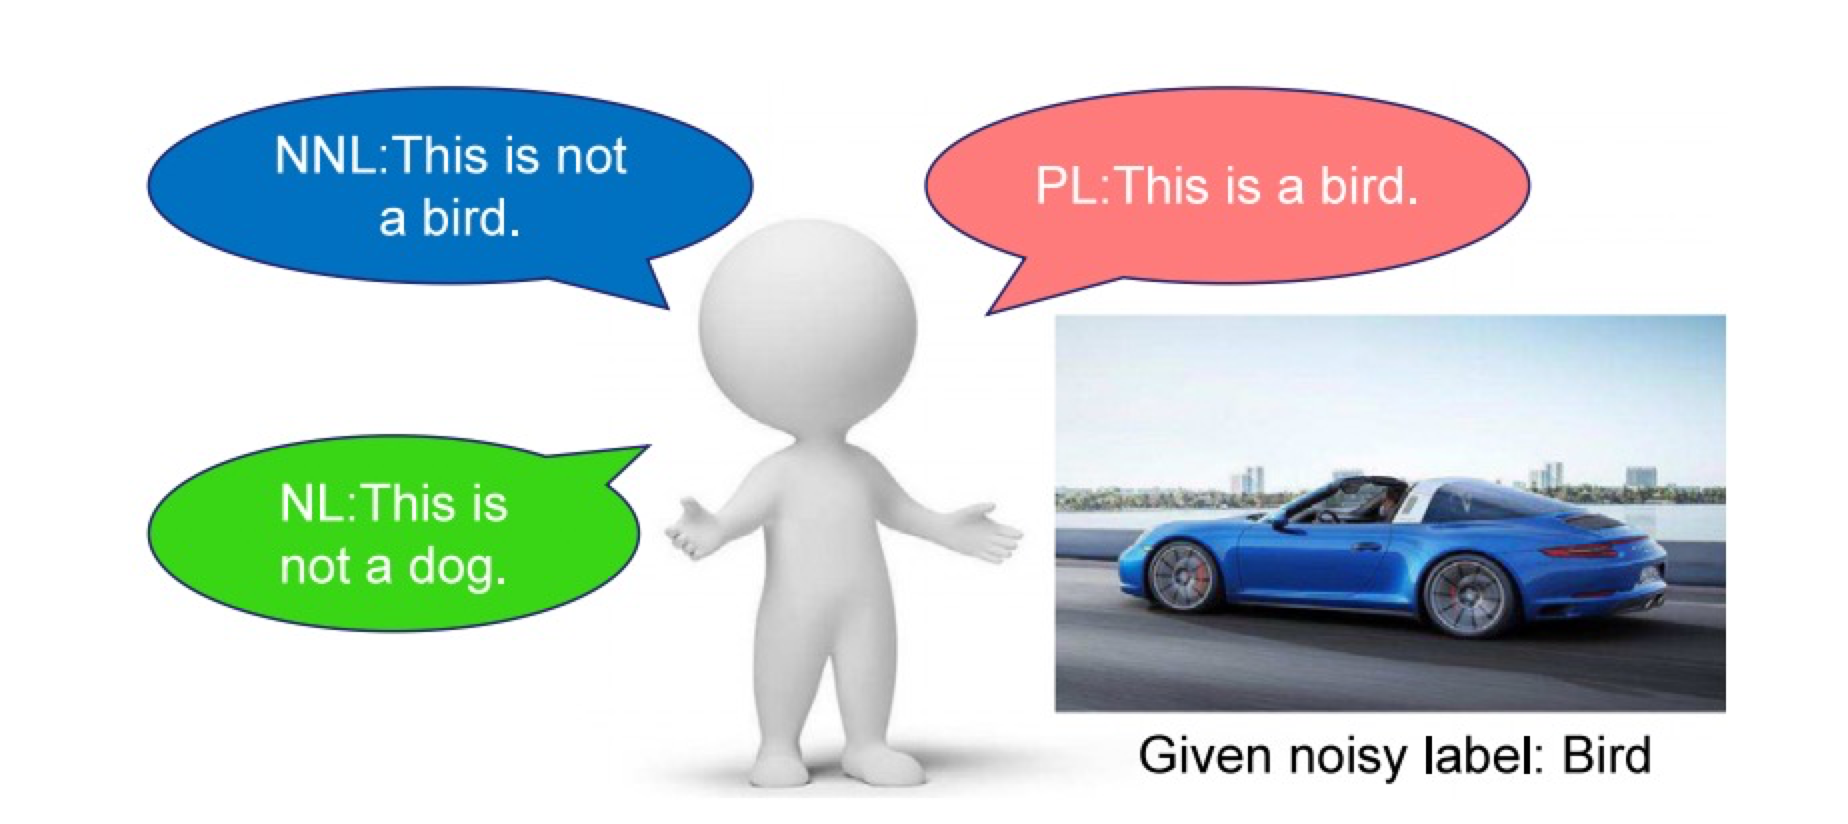 NNL:This is not
a bird.
PL:This is a bird.
NL:This is
not a dog.
Given noisy label: Bird